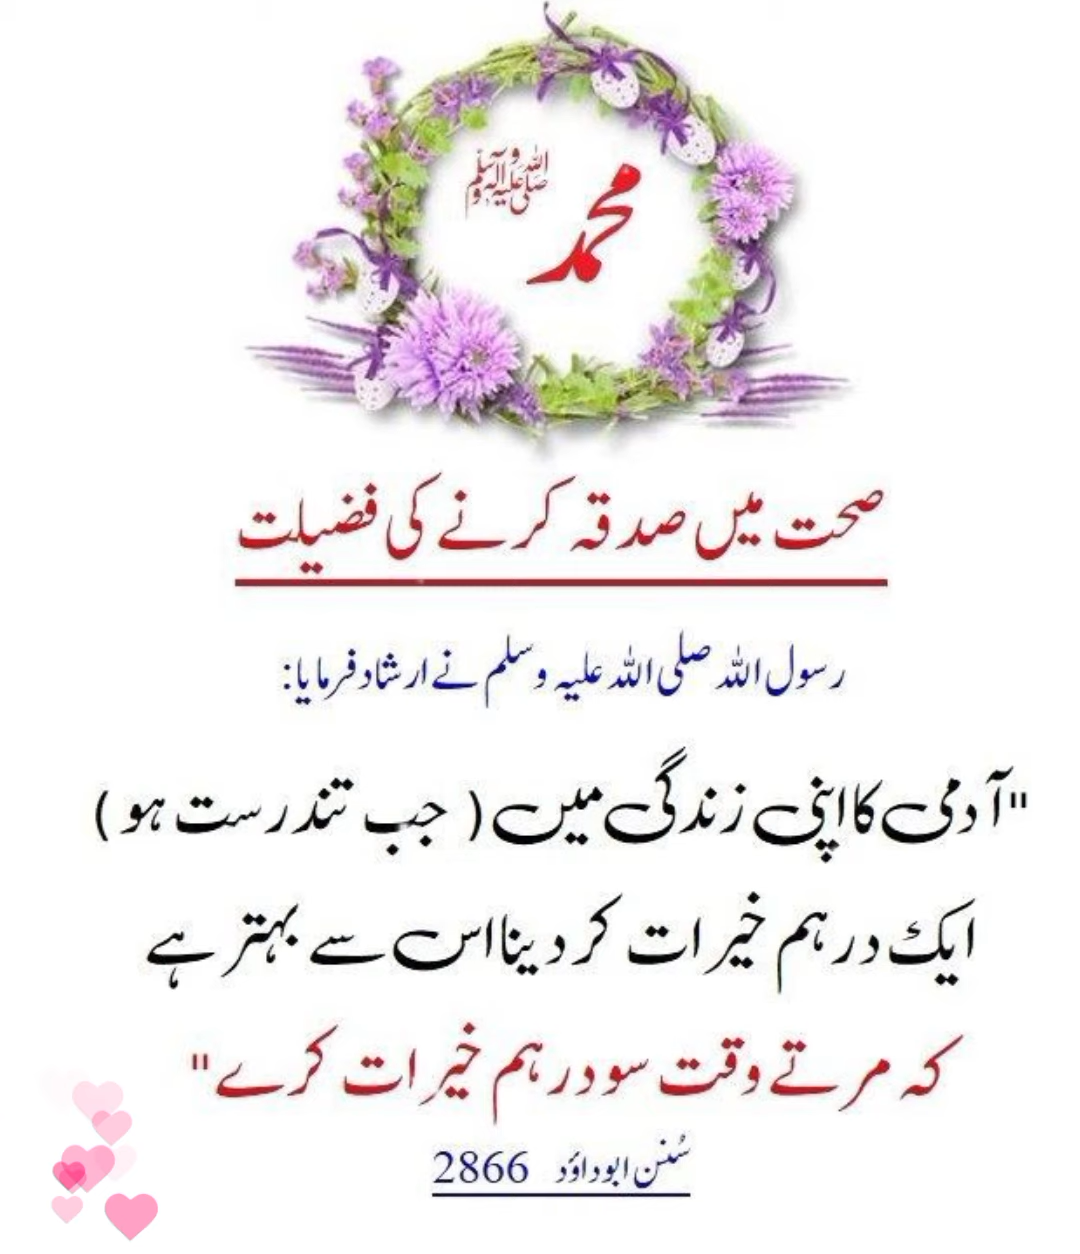 محمد
صلی اللہ علیہ وآلہ وسلم
صحت میں صدقہ کرنے کی فضیلت
رسول اللہ صلی اللہ علیہ وسلم نے ارشاد فرمایا:
"آدمی کا اپنی زندگی میں ( جب تندرست ہو )
ایک درہم خیرات کر دینا اس سے بہتر ہے
کہ مرتے وقت سو درہم خیرات کرے"
سُنن ابوداؤد 2866